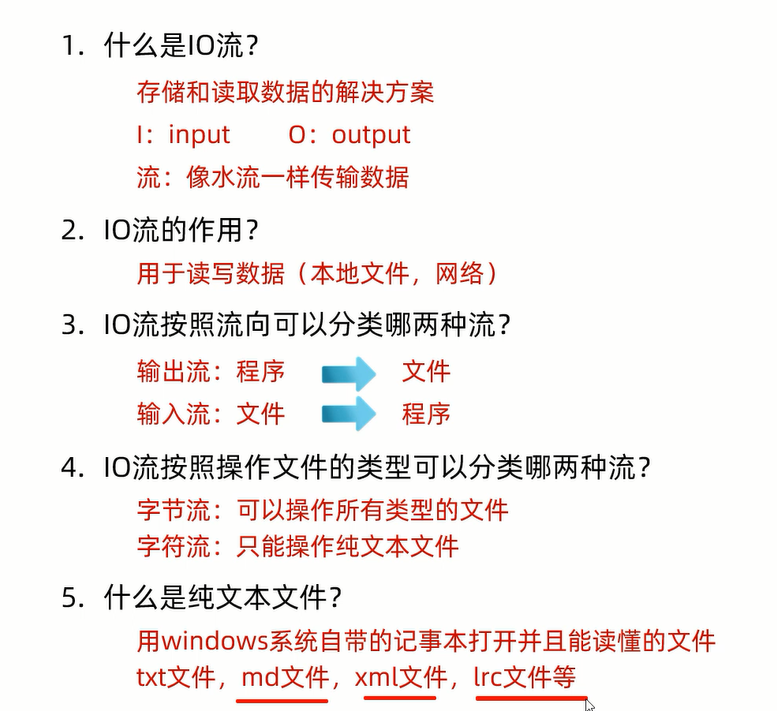 1. 什么是IO流？
存储和读取数据的解决方案
I：input O：output
流：像水流一样传输数据
2. IO流的作用？
用于读写数据（本地文件，网络）
3. IO流按照流向可以分类哪两种流？
输出流：程序 文件
输入流：文件 程序
4. IO流按照操作文件的类型可以分类哪两种流？
字节流：可以操作所有类型的文件
字符流：只能操作纯文本文件
5. 什么是纯文本文件？
用windows系统自带的记事本打开并且能读懂的文件
txt文件，md文件，xml文件，lrc文件等